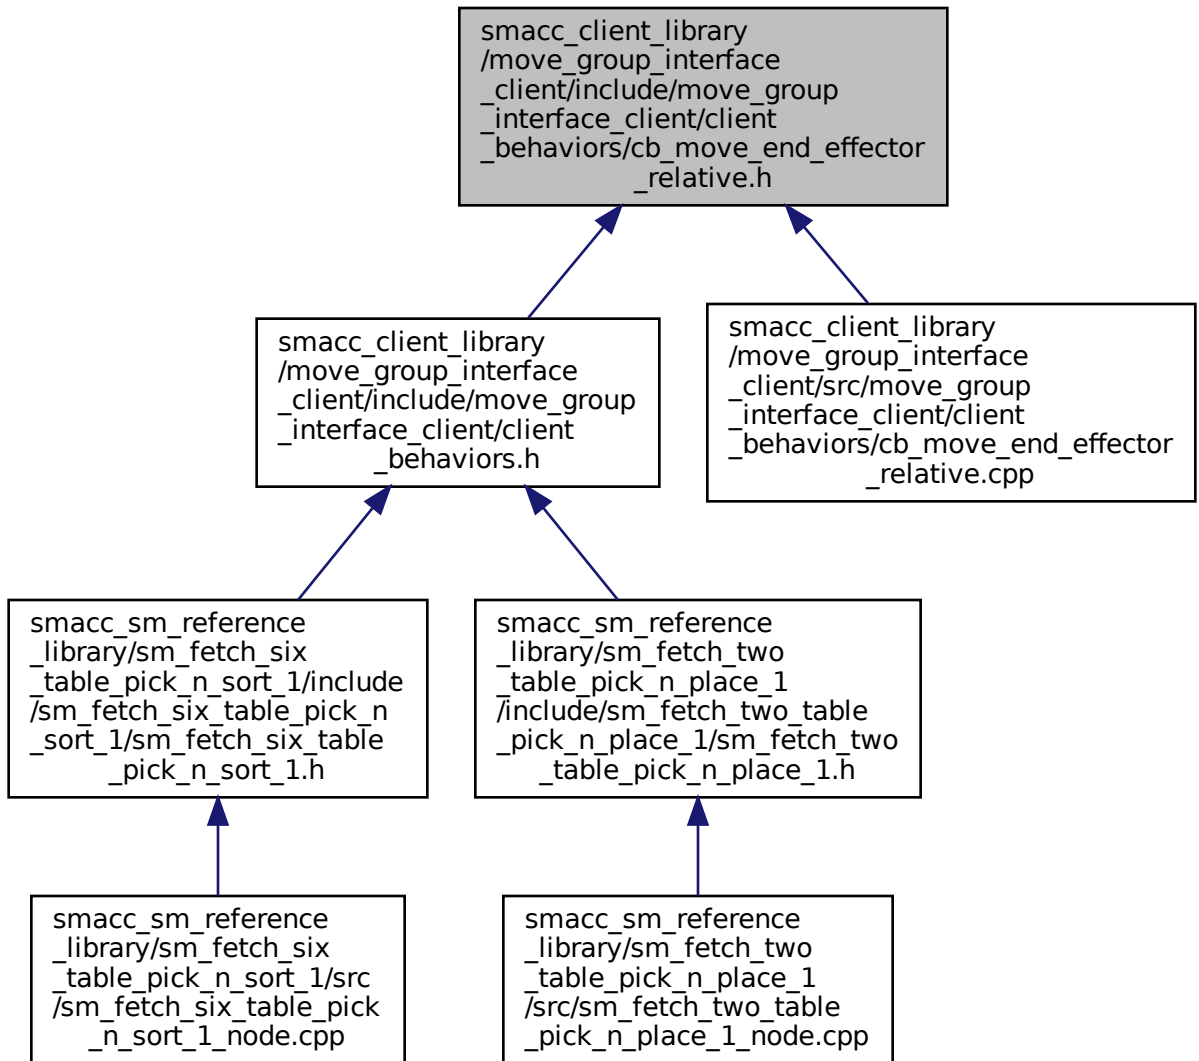 smacc_client_library
/move_group_interface
_client/include/move_group
_interface_client/client
_behaviors/cb_move_end_effector
_relative.h
smacc_client_library
/move_group_interface
_client/include/move_group
_interface_client/client
_behaviors.h
smacc_client_library
/move_group_interface
_client/src/move_group
_interface_client/client
_behaviors/cb_move_end_effector
_relative.cpp
smacc_sm_reference
_library/sm_fetch_six
_table_pick_n_sort_1/include
/sm_fetch_six_table_pick_n
_sort_1/sm_fetch_six_table
_pick_n_sort_1.h
smacc_sm_reference
_library/sm_fetch_two
_table_pick_n_place_1
/include/sm_fetch_two_table
_pick_n_place_1/sm_fetch_two
_table_pick_n_place_1.h
smacc_sm_reference
_library/sm_fetch_six
_table_pick_n_sort_1/src
/sm_fetch_six_table_pick
_n_sort_1_node.cpp
smacc_sm_reference
_library/sm_fetch_two
_table_pick_n_place_1
/src/sm_fetch_two_table
_pick_n_place_1_node.cpp